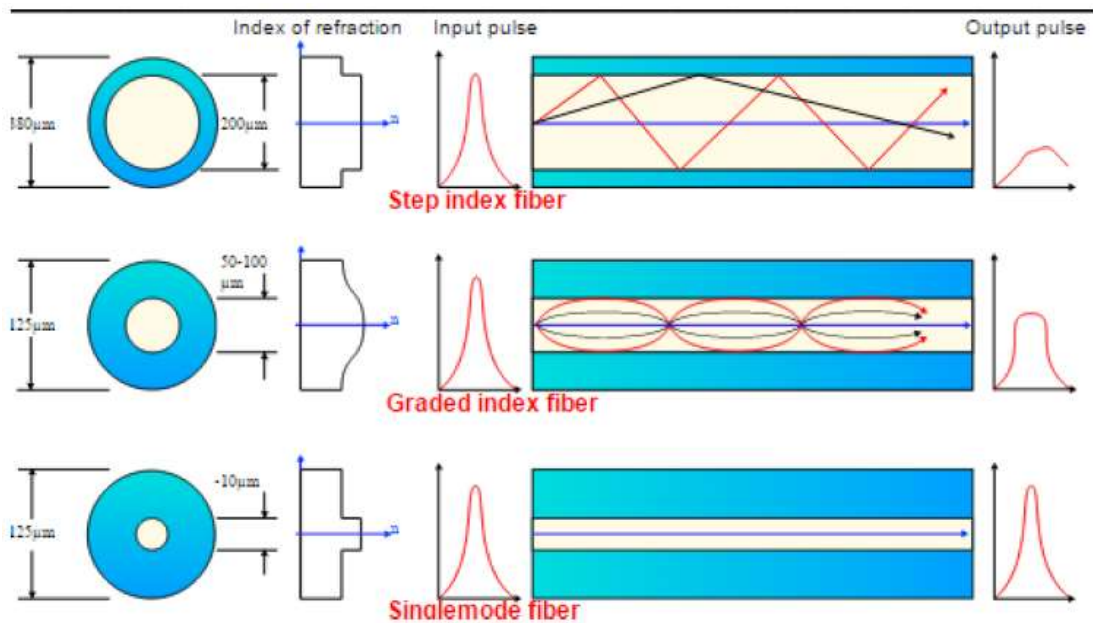 Index of refraction Input pulse Output pulse
380µm 200µm n
Step index fiber
50-100
µm
125µm n
Graded index fiber
~10µm
125µm n
Singlemode fiber